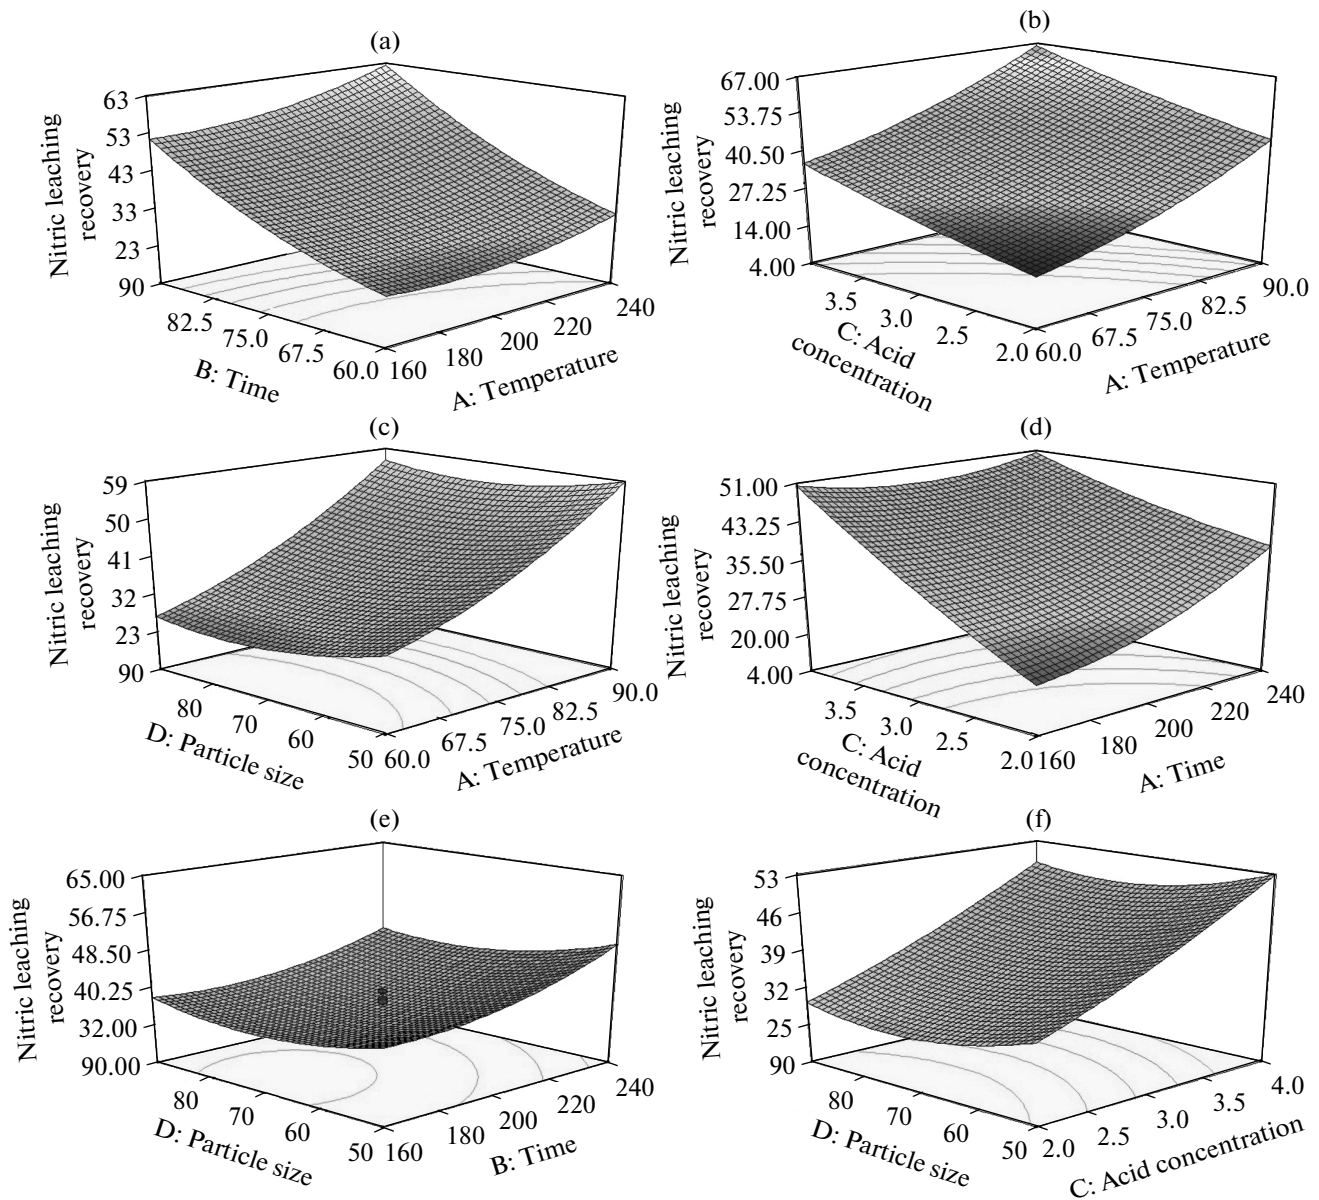 (a)
63
53
43
33
23
90
Nitric leaching
recovery
82.5
75.0
67.5
60.0
B: Time
160
180
200
220
240
A: Temperature
(b)
67.00
53.75
40.50
27.25
14.00
4.00
Nitric leaching
recovery
3.5
3.0
2.5
2.0
C: Acid
concentration
60.0
67.5
75.0
82.5
90.0
A: Temperature
(c)
59
50
41
32
23
90
Nitric leaching
recovery
80
70
60
50
D: Particle size
60.0
67.5
75.0
82.5
90.0
A: Temperature
(d)
51.00
43.25
35.50
27.75
20.00
4.00
Nitric leaching
recovery
3.5
3.0
2.5
2.0
C: Acid
concentration
160
180
200
220
240
A: Time
(e)
65.00
56.75
48.50
40.25
32.00
90.00
Nitric leaching
recovery
80
70
60
50
D: Particle size
160
180
200
220
240
B: Time
(f)
53
46
39
32
25
90
Nitric leaching
recovery
80
70
60
50
D: Particle size
2.0
2.5
3.0
3.5
4.0
C: Acid concentration